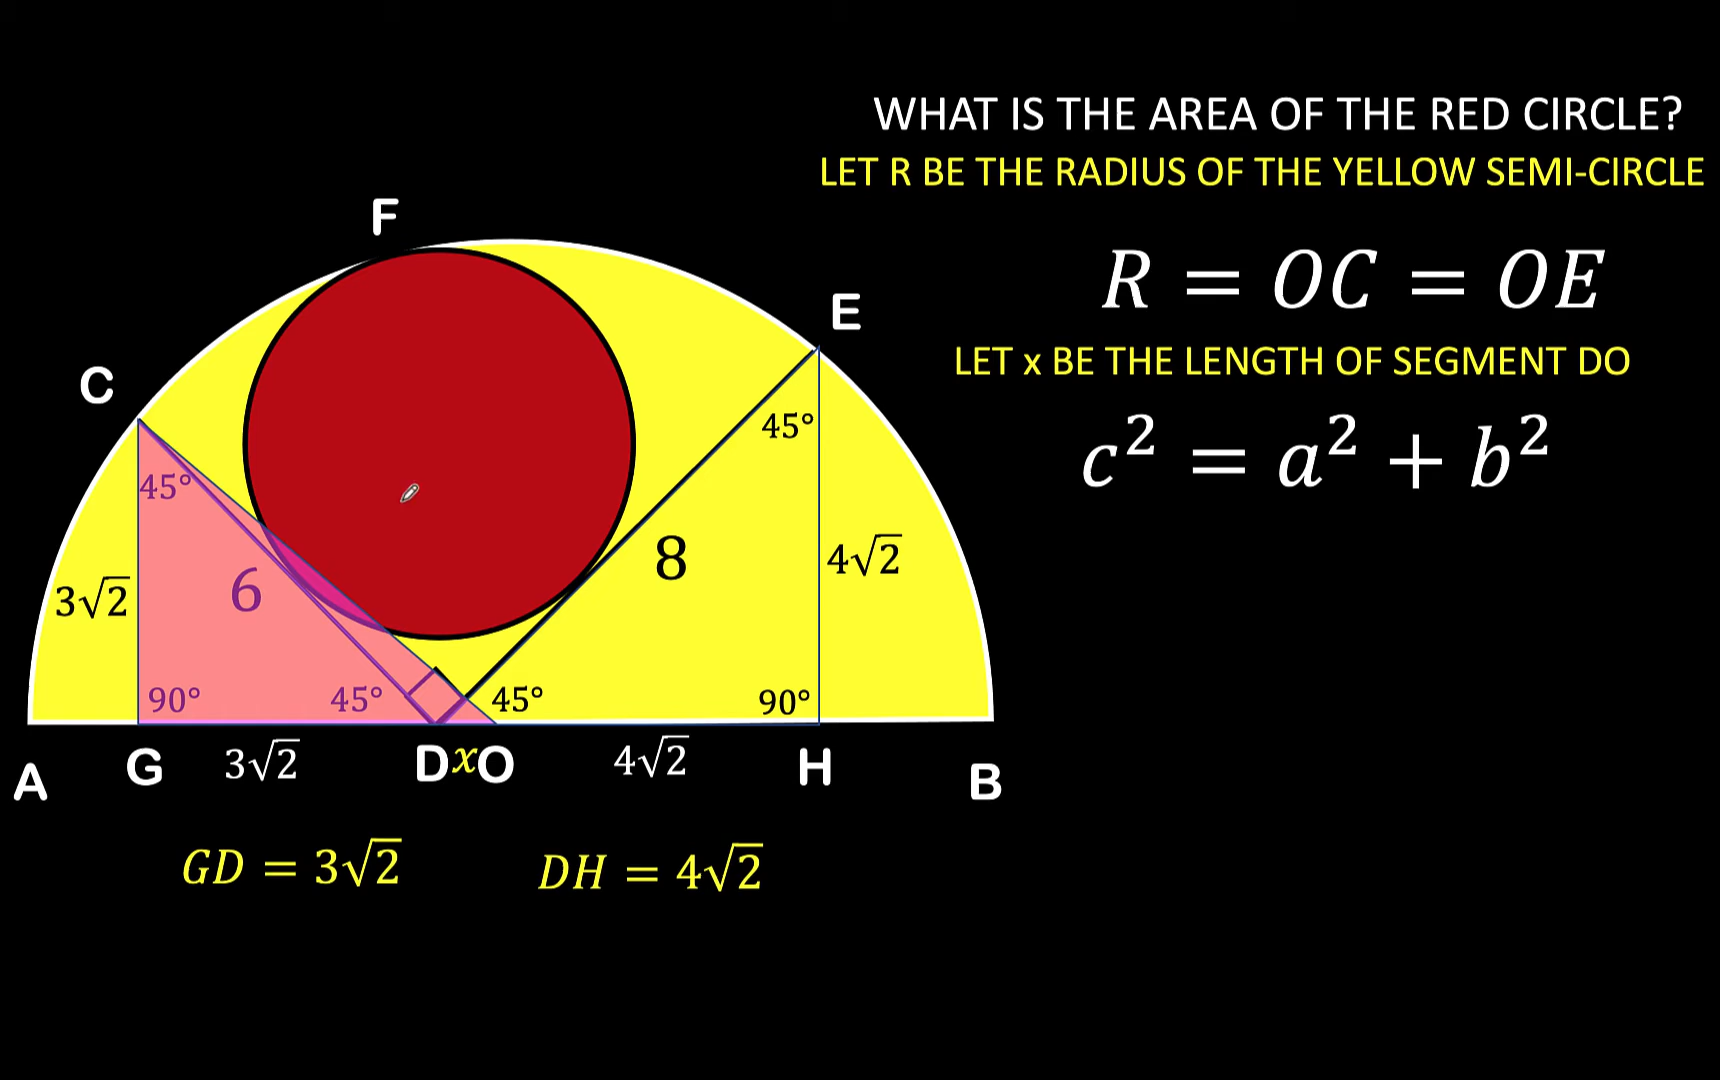 WHAT IS THE AREA OF THE RED CIRCLE?
LET R BE THE RADIUS OF THE YELLOW SEMI-CIRCLE
R = OC = OE
LET x BE THE LENGTH OF SEGMENT DO
c² = a² + b²
F
E
C
45°
45°
8
4√2
6
3√2
90°
45°
45°
90°
A
G
3√2
D
x
O
4√2
H
B
GD = 3√2
DH = 4√2